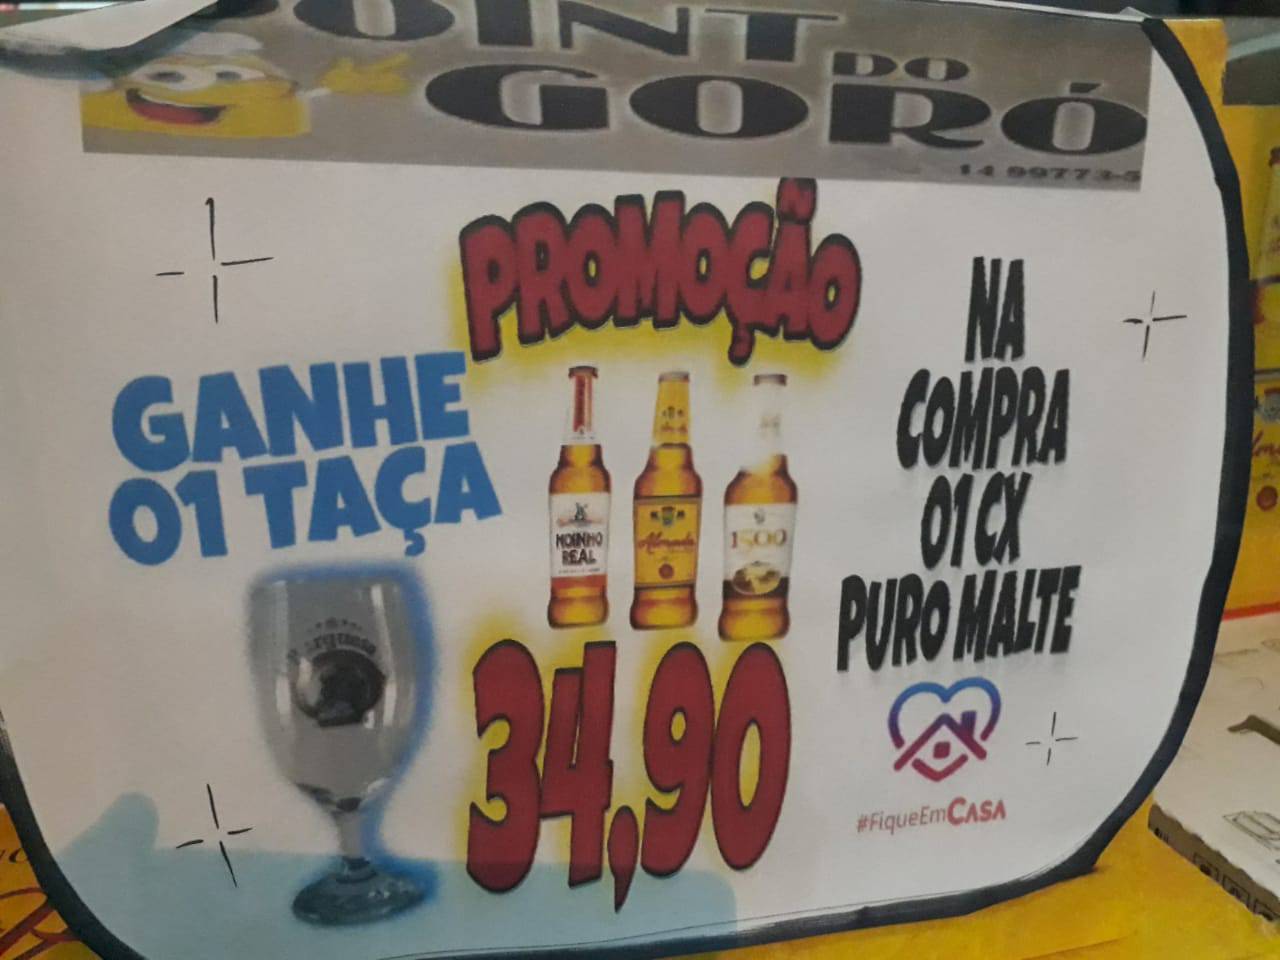 POINT
DO
GORÓ
14 99773-5
PROMOÇÃO
GANHE
01 TAÇA
NA
COMPRA
01 CX
PURO MALTE
MOINHO
REAL
1500
34,90
#FiqueEmCASA